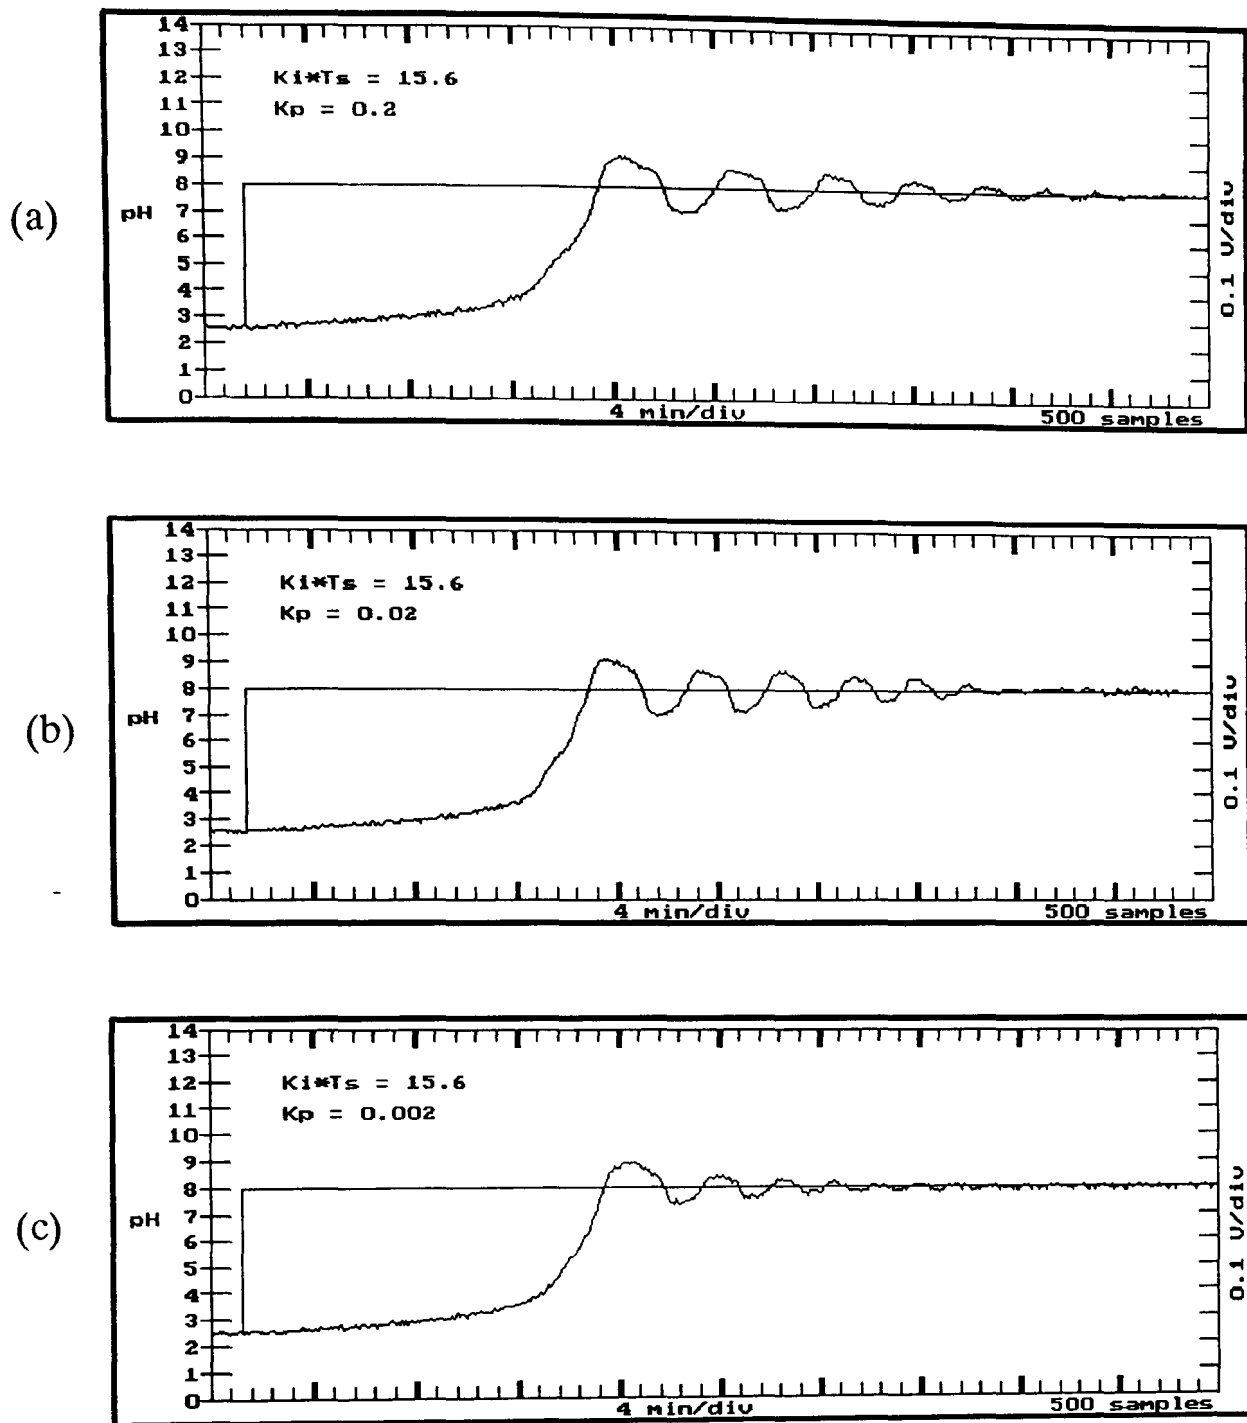 (a)
14
13
12
11
10
9
8
7
6
5
4
3
2
1
0
pH
Ki*Ts = 15.6
Kp = 0.2
4 min/div
500 samples
0.1 U/div
(b)
14
13
12
11
10
9
8
7
6
5
4
3
2
1
0
pH
Ki*Ts = 15.6
Kp = 0.02
4 min/div
500 samples
0.1 U/div
(c)
14
13
12
11
10
9
8
7
6
5
4
3
2
1
0
pH
Ki*Ts = 15.6
Kp = 0.002
4 min/div
500 samples
0.1 U/div